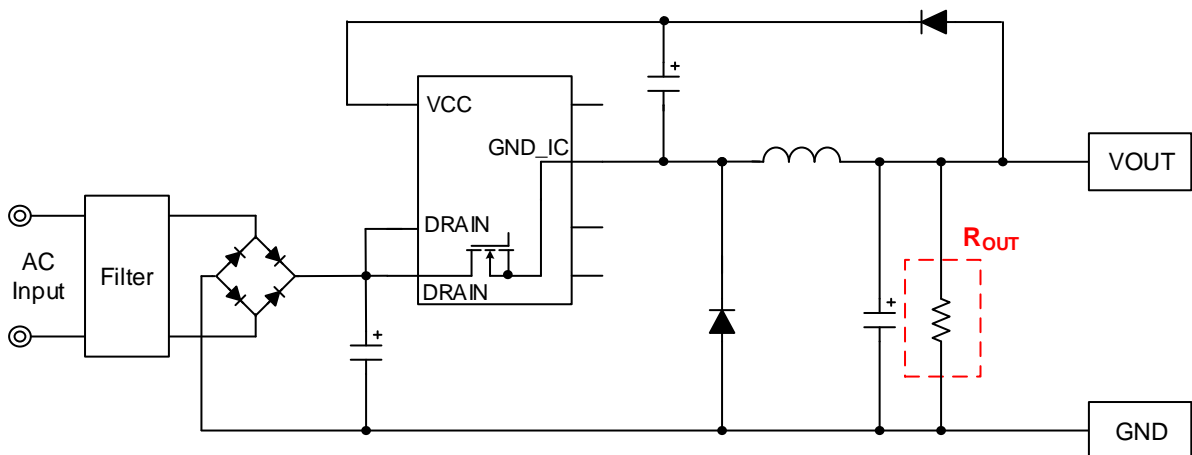 VCC
GND_IC
VOUT
DRAIN
AC
Input
Filter
ROUT
DRAIN
+
+
+
GND